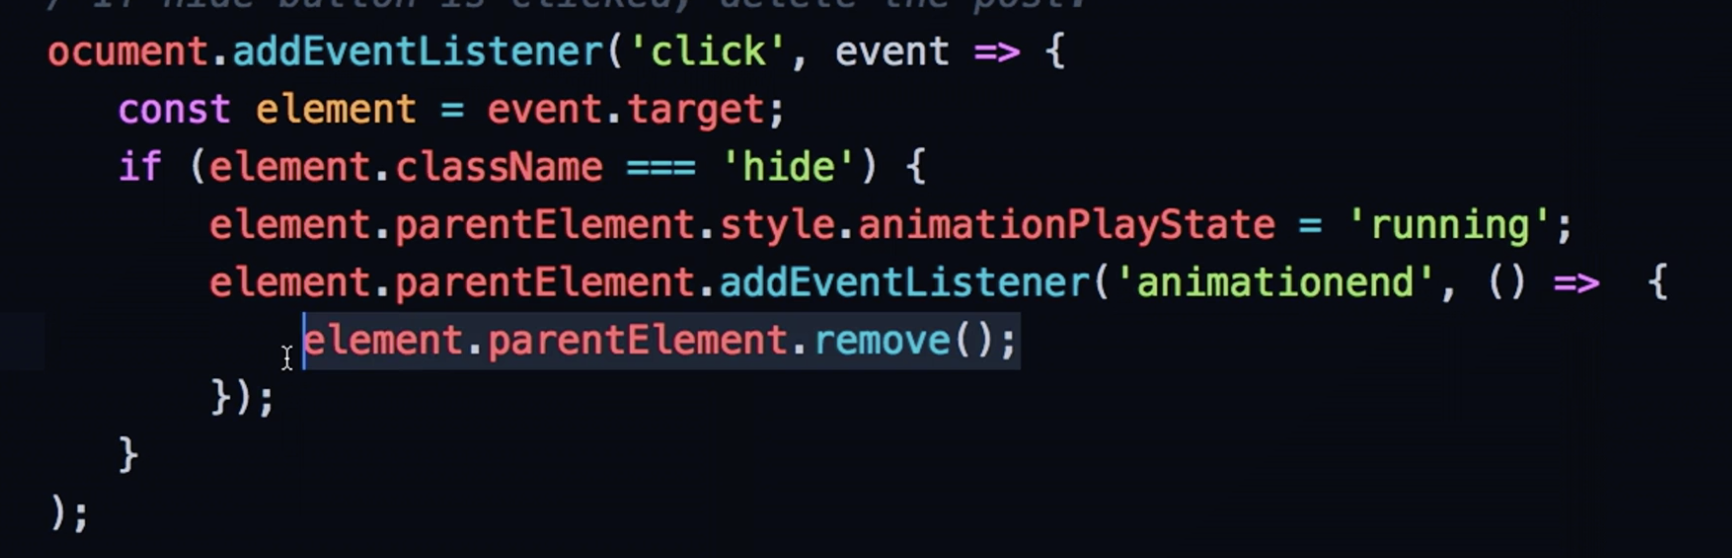 / If hide button is clicked, delete the post.
ocument.addEventListener('click', event => {
    const element = event.target;
    if (element.className === 'hide') {
        element.parentElement.style.animationPlayState = 'running';
        element.parentElement.addEventListener('animationend', () =>  {
            element.parentElement.remove();
        });
    }
);